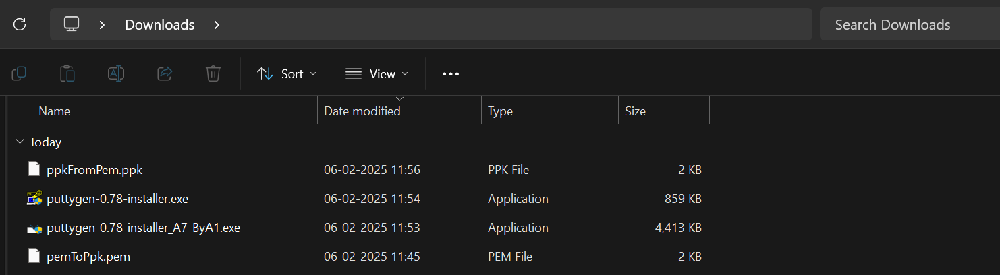 Downloads
Search Downloads
Sort
View
Name Date modified Type Size
Today
ppkFromPem.ppk 06-02-2025 11:56 PPK File 2 KB
puttygen-0.78-installer.exe 06-02-2025 11:54 Application 859 KB
puttygen-0.78-installer_A7-ByA1.exe 06-02-2025 11:53 Application 4,413 KB
pemToPpk.pem 06-02-2025 11:45 PEM File 2 KB